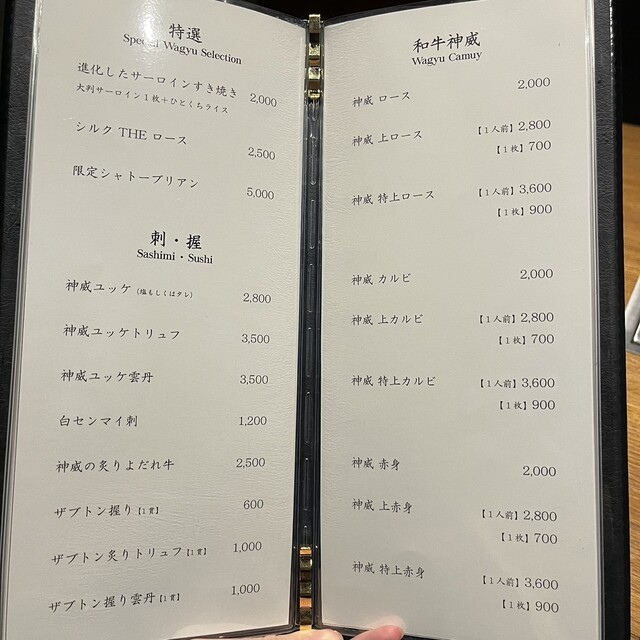 特選
Special Wagyu Selection
進化したサーロインすき焼き
大判サーロイン1枚+ひとくちライス 2,000
シルク THE ロース 2,500
限定シャトーブリアン 5,000
刺・握
Sashimi・Sushi
神威ユッケ (塩もしくはタレ) 2,800
神威ユッケトリュフ 3,500
神威ユッケ雲丹 3,500
白センマイ刺 1,200
神威の炙りよだれ牛 2,500
ザブトン握り【1貫】 600
ザブトン炙りトリュフ【1貫】 1,000
ザブトン握り雲丹【1貫】 1,000
和牛神威
Wagyu Camuy
神威 ロース 2,000
神威 上ロース 【1人前】2,800
【1枚】700
神威 特上ロース 【1人前】3,600
【1枚】900
神威 カルビ 2,000
神威 上カルビ 【1人前】2,800
【1枚】700
神威 特上カルビ 【1人前】3,600
【1枚】900
神威 赤身 2,000
神威 上赤身 【1人前】2,800
【1枚】700
神威 特上赤身 【1人前】3,600
【1枚】900